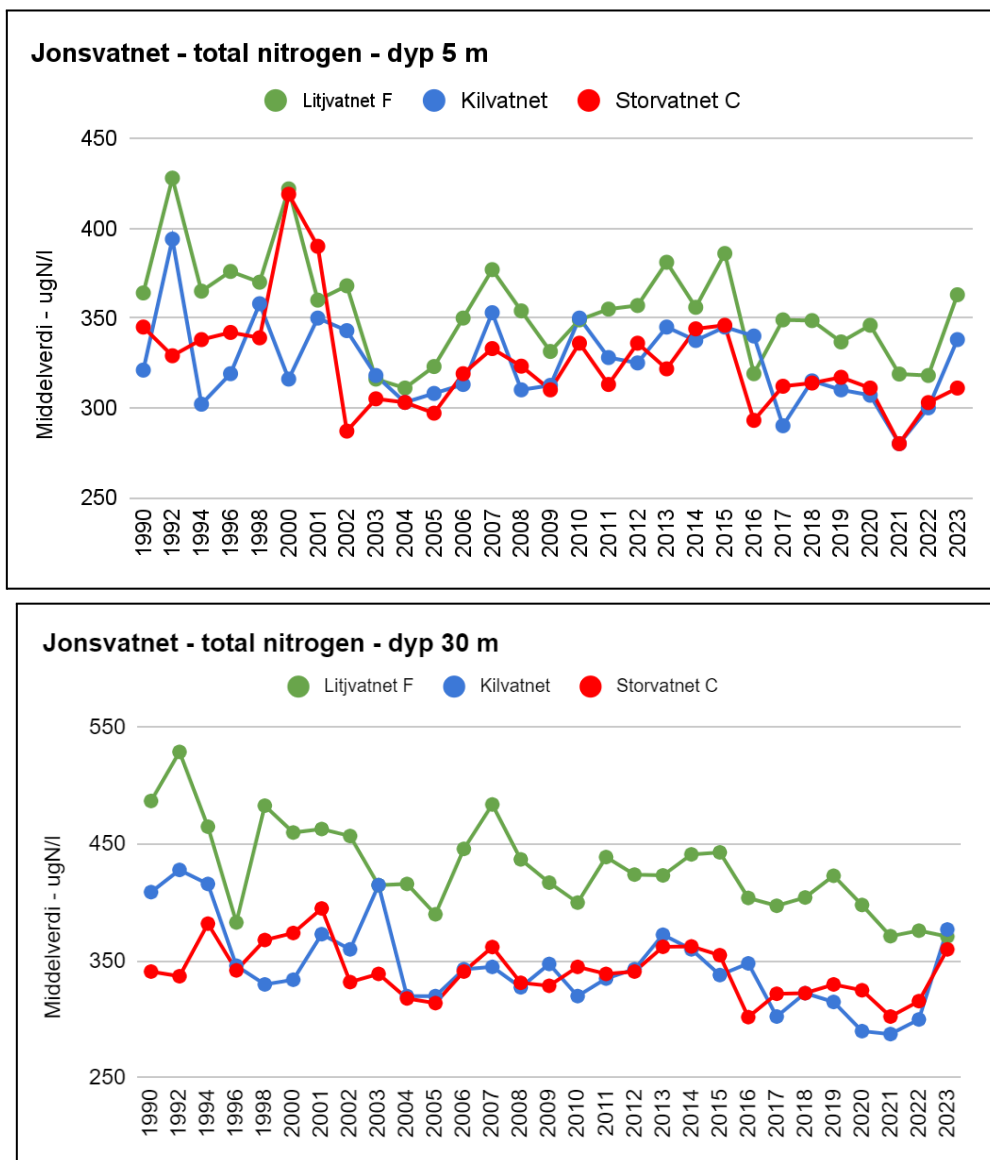 Jonsvatnet - total nitrogen - dyp 5 m
Litjvatnet F Kilvatnet Storvatnet C
Middelverdi - ugN/l
450
400
350
300
250
1990 1992 1994 1996 1998 2000 2001 2002 2003 2004 2005 2006 2007 2008 2009 2010 2011 2012 2013 2014 2015 2016 2017 2018 2019 2020 2021 2022 2023
Jonsvatnet - total nitrogen - dyp 30 m
Litjvatnet F Kilvatnet Storvatnet C
Middelverdi - ugN/l
550
450
350
250
1990 1992 1994 1996 1998 2000 2001 2002 2003 2004 2005 2006 2007 2008 2009 2010 2011 2012 2013 2014 2015 2016 2017 2018 2019 2020 2021 2022 2023